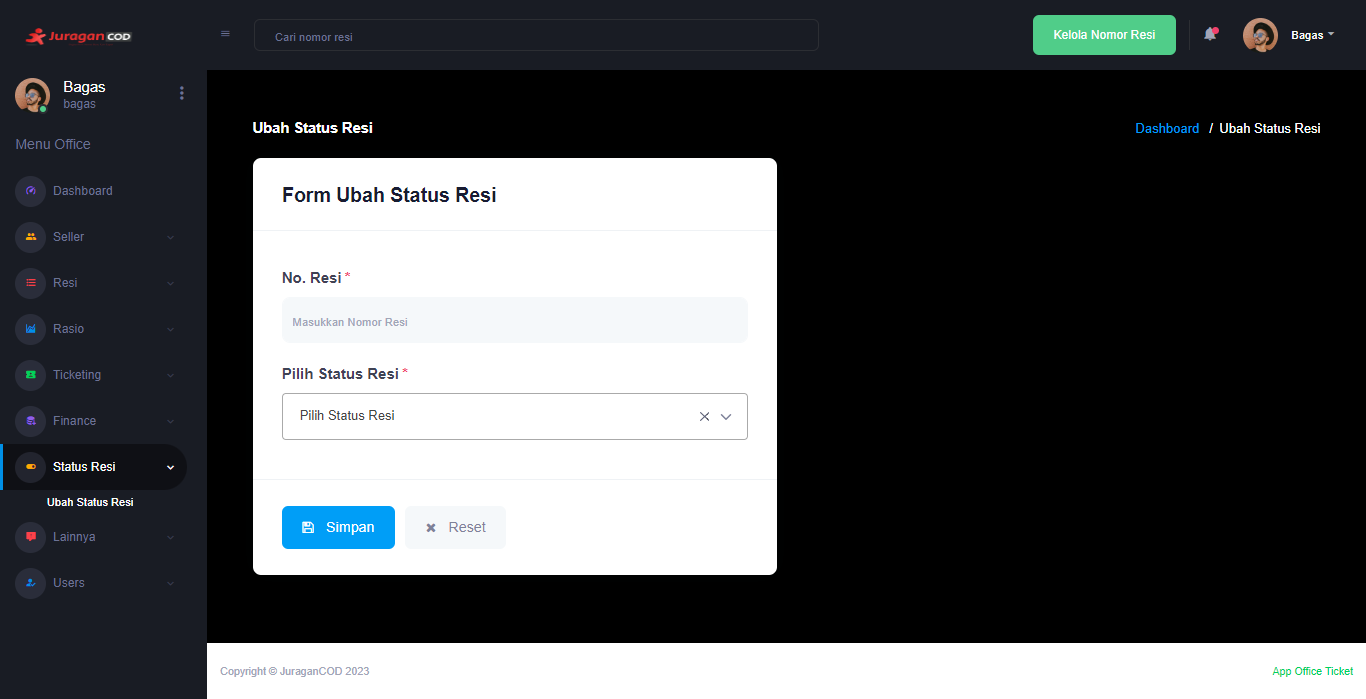 Juragan COD
Cari nomor resi
Kelola Nomor Resi
Bagas
Bagas
bagas
Menu Office
Dashboard
Seller
Resi
Rasio
Ticketing
Finance
Status Resi
Ubah Status Resi
Lainnya
Users
Ubah Status Resi
Dashboard / Ubah Status Resi
Form Ubah Status Resi
No. Resi *
Masukkan Nomor Resi
Pilih Status Resi *
Pilih Status Resi
Simpan
Reset
Copyright © JuraganCOD 2023
App Office Ticket